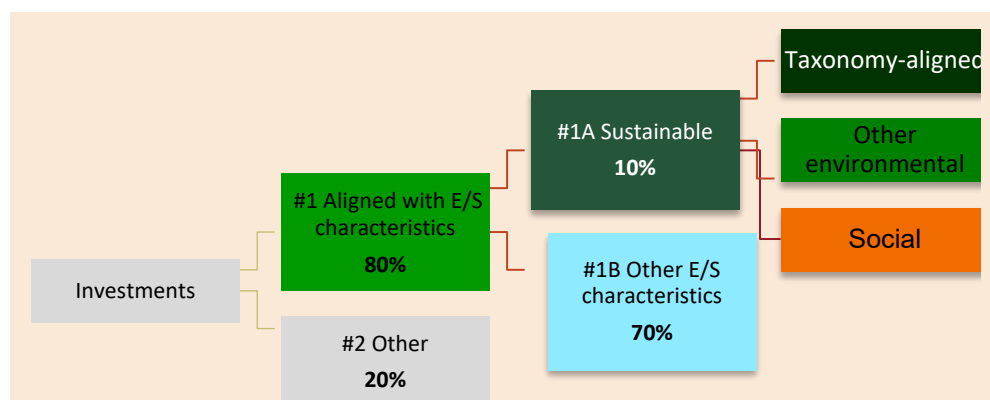 Investments
#1 Aligned with E/S
characteristics
80%
#2 Other
20%
#1A Sustainable
10%
#1B Other E/S
characteristics
70%
Taxonomy-aligned
Other
environmental
Social